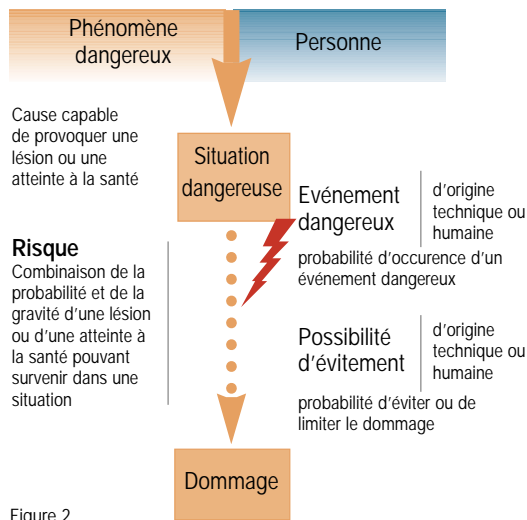 Phénomène
dangereux
Personne
Cause capable
de provoquer une
lésion ou une
atteinte à la santé
Situation
dangereuse
Evénement
dangereux
d'origine
technique ou
humaine
probabilité d'occurence d'un
événement dangereux
Risque
Combinaison de la
probabilité et de la
gravité d'une lésion
ou d'une atteinte à
la santé pouvant
survenir dans une
situation
Possibilité
d'évitement
d'origine
technique ou
humaine
probabilité d'éviter ou de
limiter le dommage
Dommage
Figure 2